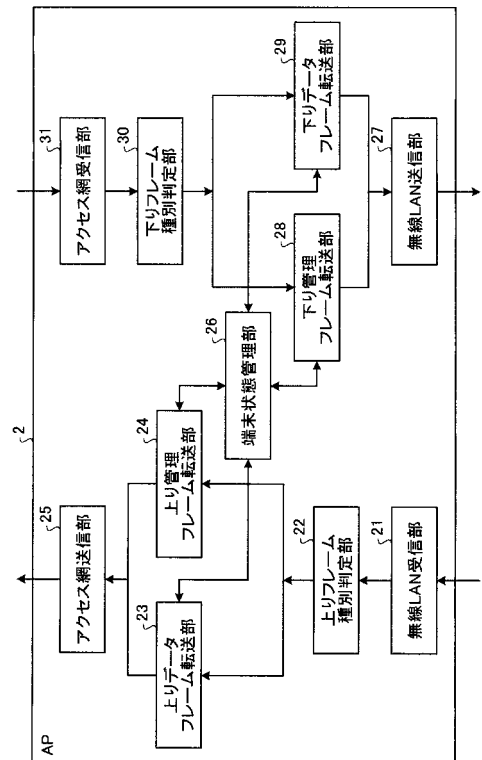 AP
2
25
アクセス網送信部
23
上りデータ
フレーム転送部
24
上り管理
フレーム転送部
22
上りフレーム
種別判定部
21
無線LAN受信部
26
端末状態管理部
31
アクセス網受信部
30
下りフレーム
種別判定部
28
下り管理
フレーム転送部
29
下りデータ
フレーム転送部
27
無線LAN送信部